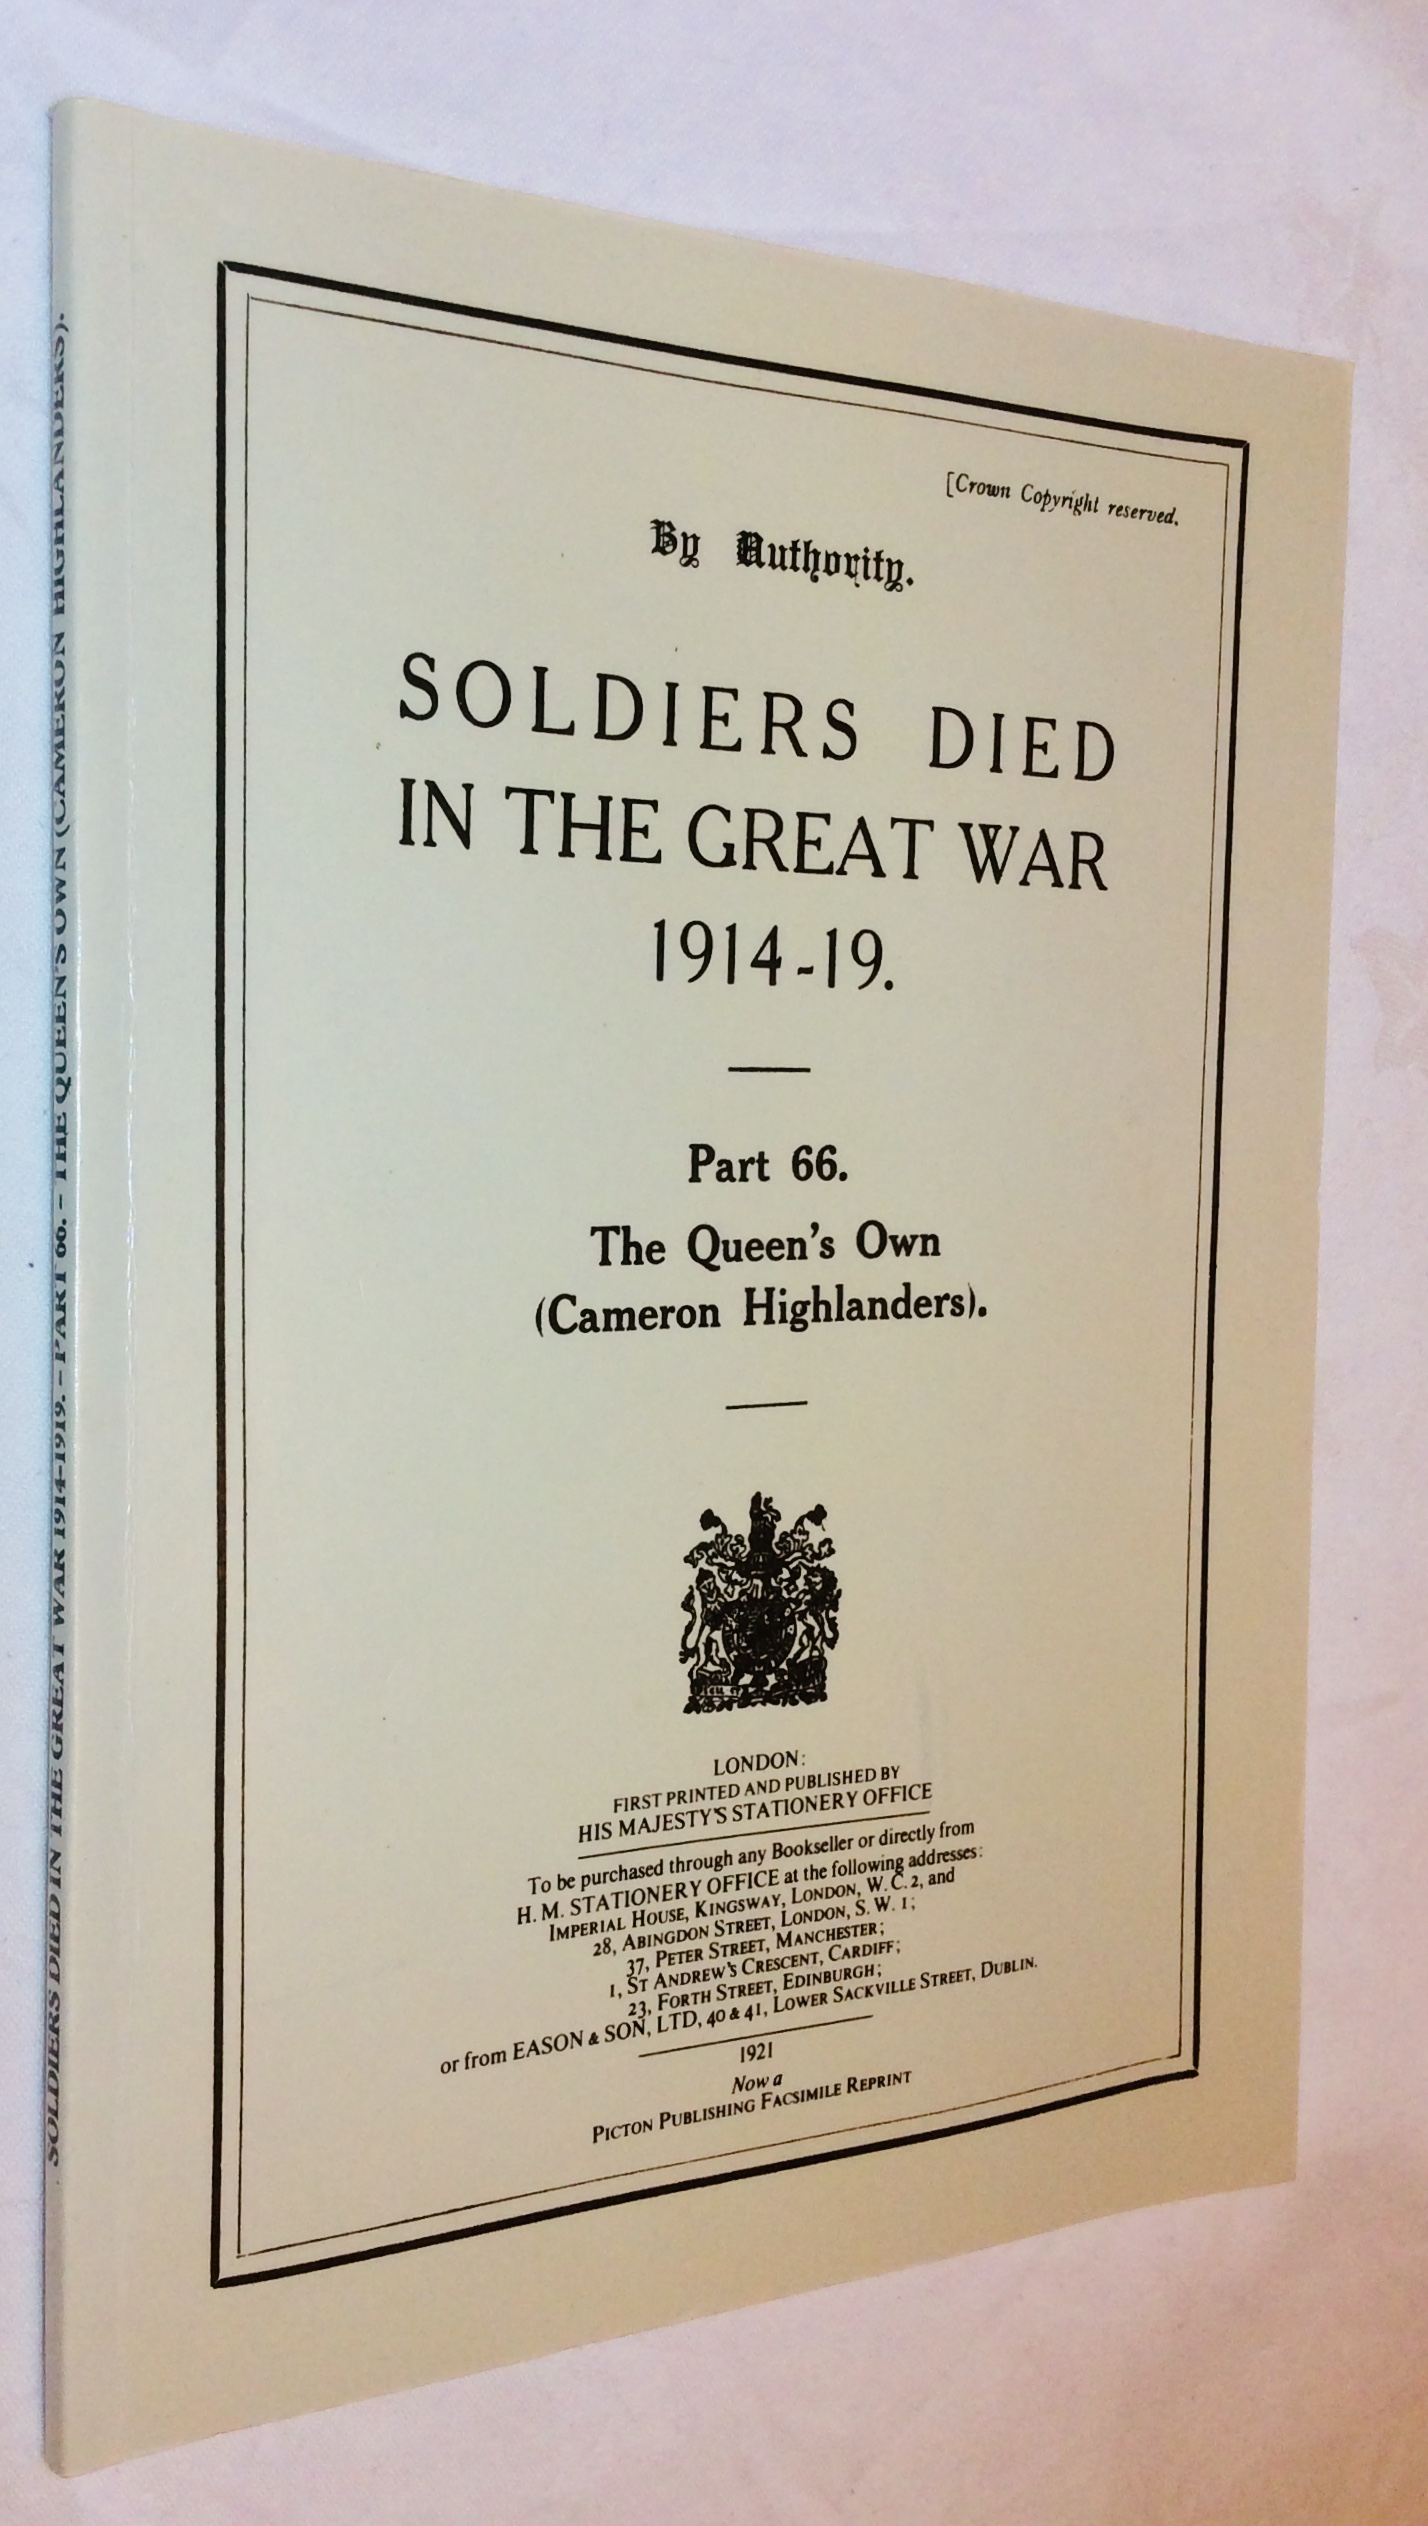 SOLDIERS DIED IN THE GREAT WAR 1914-1919. – PART 66. – THE QUEEN'S OWN (CAMERON HIGHLANDERS).
[Crown Copyright reserved.
By Authority.
SOLDIERS DIED
IN THE GREAT WAR
1914-19.
Part 66.
The Queen's Own
(Cameron Highlanders).
LONDON:
FIRST PRINTED AND PUBLISHED BY
HIS MAJESTY'S STATIONERY OFFICE
To be purchased through any Bookseller or directly from
H. M. STATIONERY OFFICE at the following addresses:
IMPERIAL HOUSE, KINGSWAY, LONDON, W.C.2, and
28, ABINGDON STREET, LONDON, S.W. 1;
37, PETER STREET, MANCHESTER;
1, ST ANDREW'S CRESCENT, CARDIFF;
23, FORTH STREET, EDINBURGH;
or from EASON & SON, LTD, 40 & 41, LOWER SACKVILLE STREET, DUBLIN.
1921
Now a
PICTON PUBLISHING FACSIMILE REPRINT